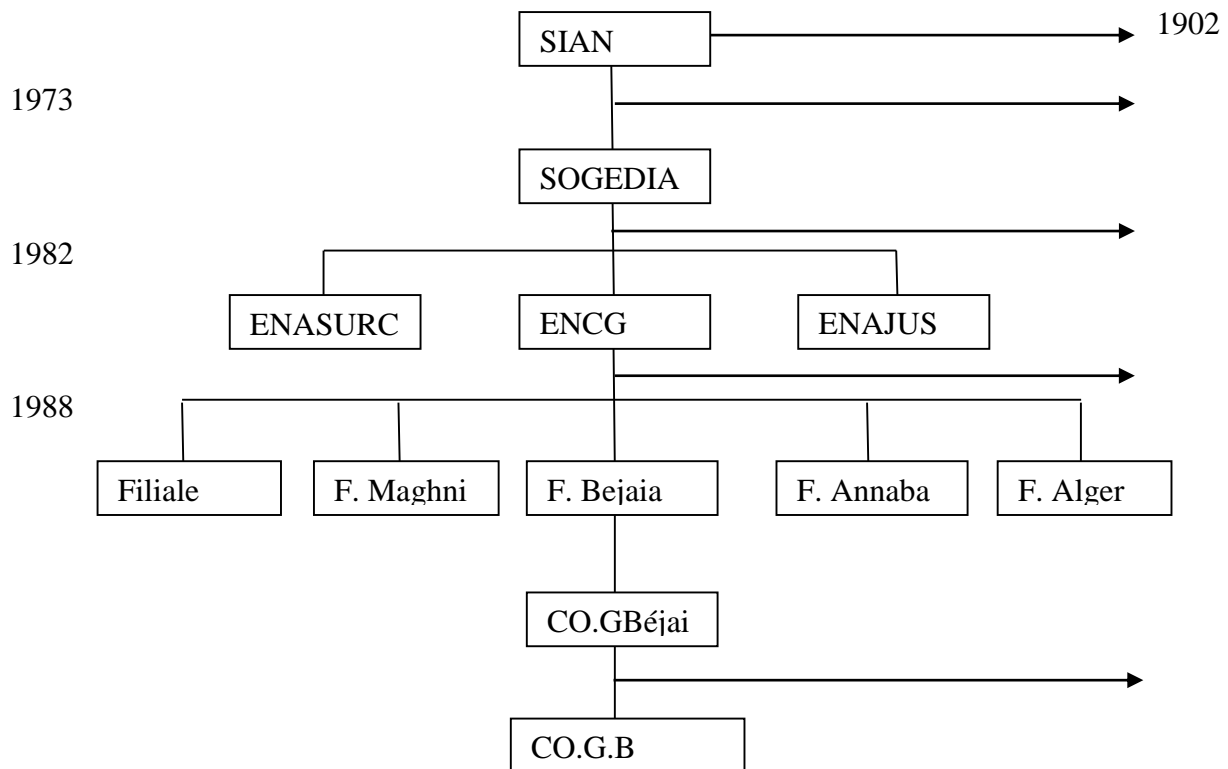 SIAN
1902
1973
SOGEDIA
1982
ENASURC
ENCG
ENAJUS
1988
Filiale
F. Maghni
F. Bejaia
F. Annaba
F. Alger
CO.GBéjai
CO.G.B